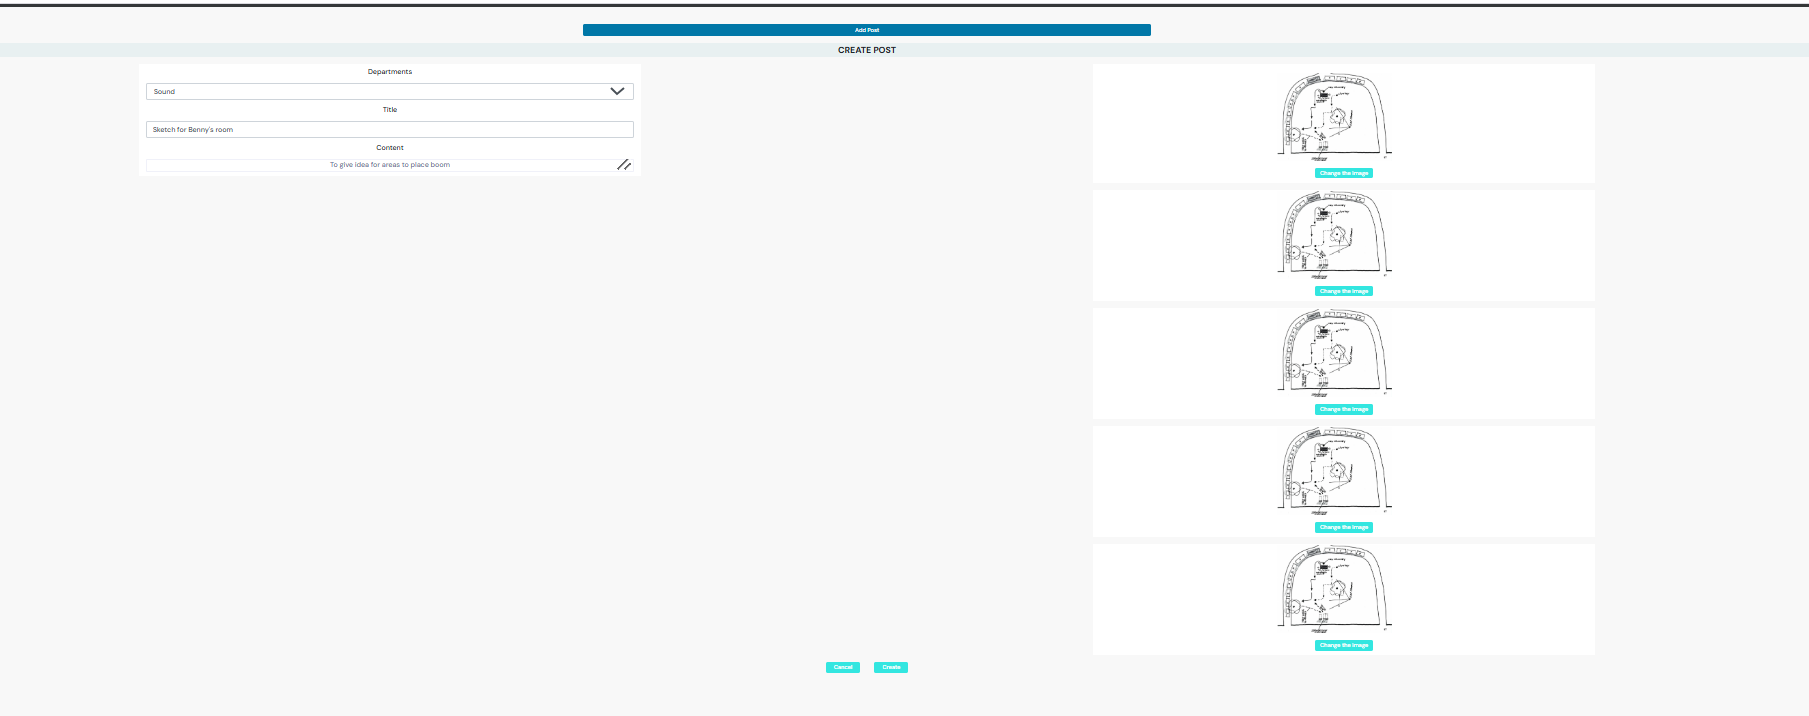 Add Post
CREATE POST
Departments
Sound
Title
Sketch for Benny's room
Content
To give idea for areas to place boom
Change the Image
Change the Image
Change the Image
Change the Image
Change the Image
Cancel
Create